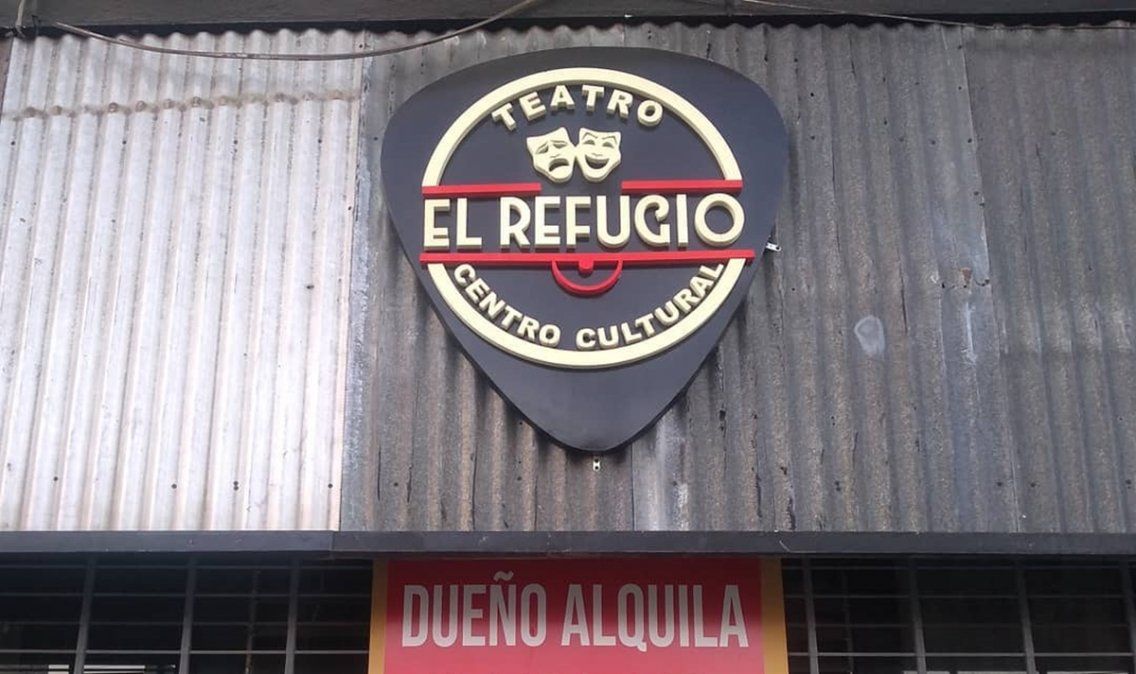 TEATRO
EL REFUGIO
CENTRO CULTURAL
DUEÑO ALQUILA